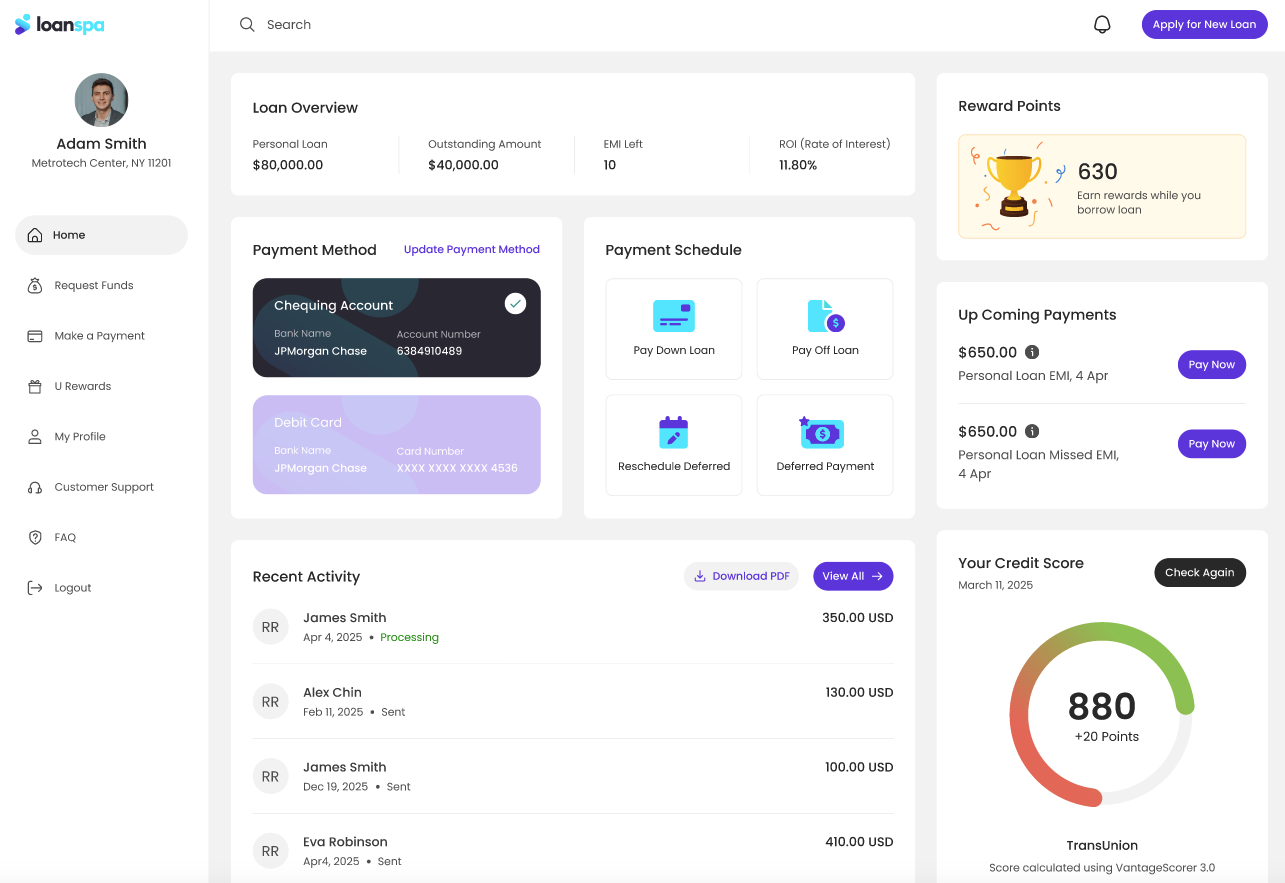 loanspa
Search
Apply for New Loan
Adam Smith
Metrotech Center, NY 11201
Home
Request Funds
Make a Payment
U Rewards
My Profile
Customer Support
FAQ
Logout
Loan Overview
Personal Loan
$80,000.00
Outstanding Amount
$40,000.00
EMI Left
10
ROI (Rate of Interest)
11.80%
Payment Method
Update Payment Method
Chequing Account
Bank Name
JPMorgan Chase
Account Number
6384910489
Debit Card
Bank Name
JPMorgan Chase
Card Number
XXXX XXXX XXXX 4536
Payment Schedule
Pay Down Loan
Pay Off Loan
Reschedule Deferred
Deferred Payment
Recent Activity
Download PDF
View All
RR
James Smith
Apr 4, 2025 • Processing
350.00 USD
RR
Alex Chin
Feb 11, 2025 • Sent
130.00 USD
RR
James Smith
Dec 19, 2025 • Sent
100.00 USD
RR
Eva Robinson
Apr4, 2025 • Sent
410.00 USD
Reward Points
630
Earn rewards while you
borrow loan
Up Coming Payments
$650.00
Personal Loan EMI, 4 Apr
Pay Now
$650.00
Personal Loan Missed EMI,
4 Apr
Pay Now
Your Credit Score
March 11, 2025
Check Again
880
+20 Points
TransUnion
Score calculated using VantageScorer 3.0